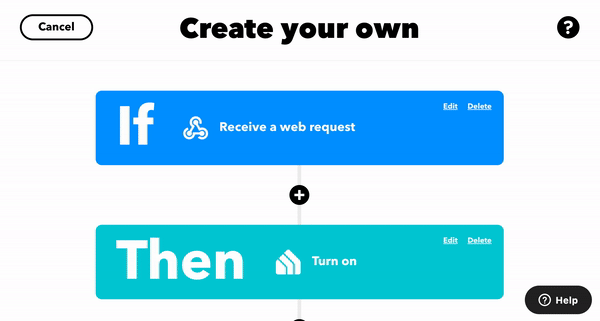 Cancel
Create your own
?
If
Receive a web request
Edit Delete
+
Then
Turn on
Edit Delete
? Help